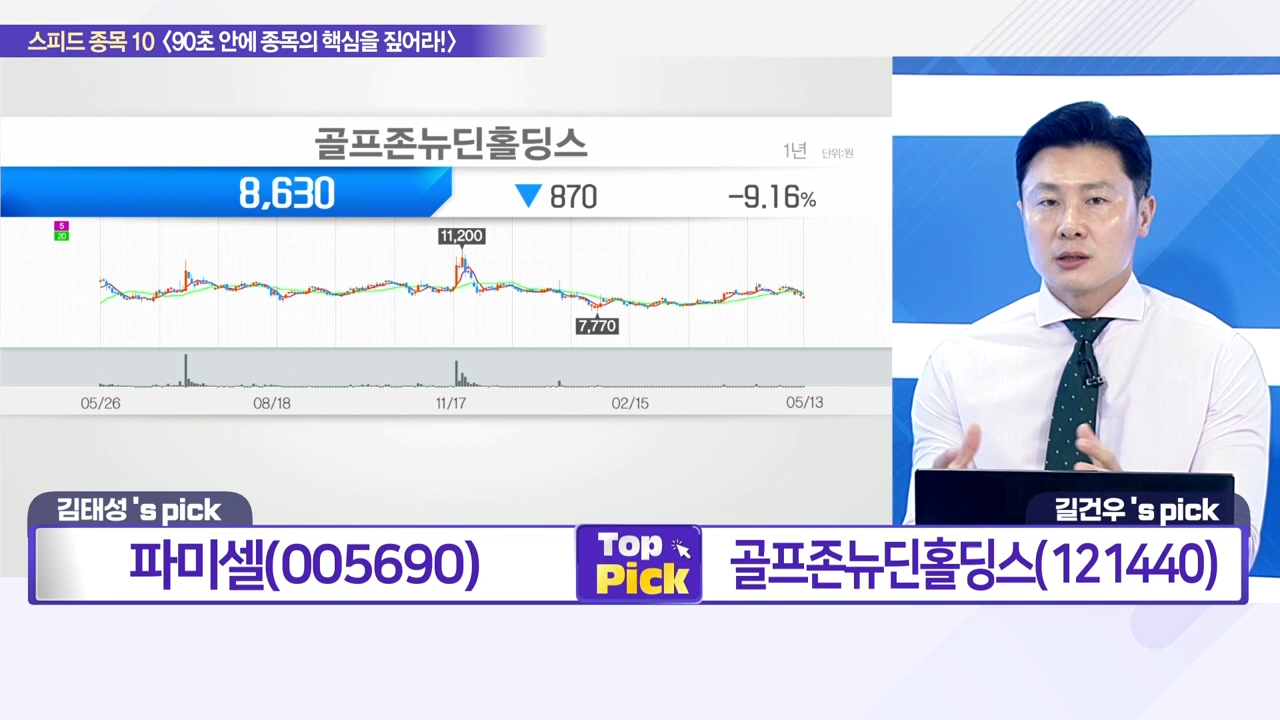 스피드 종목 10 〈90초 안에 종목의 핵심을 짚어라!〉
골프존뉴딘홀딩스
1년 단위:원
8,630 ▼ 870 -9.16%
5
20
11,200
7,770
05/26 08/18 11/17 02/15 05/13
김태성 's pick
길건우 's pick
파미셀(005690)
Top Pick
골프존뉴딘홀딩스(121440)